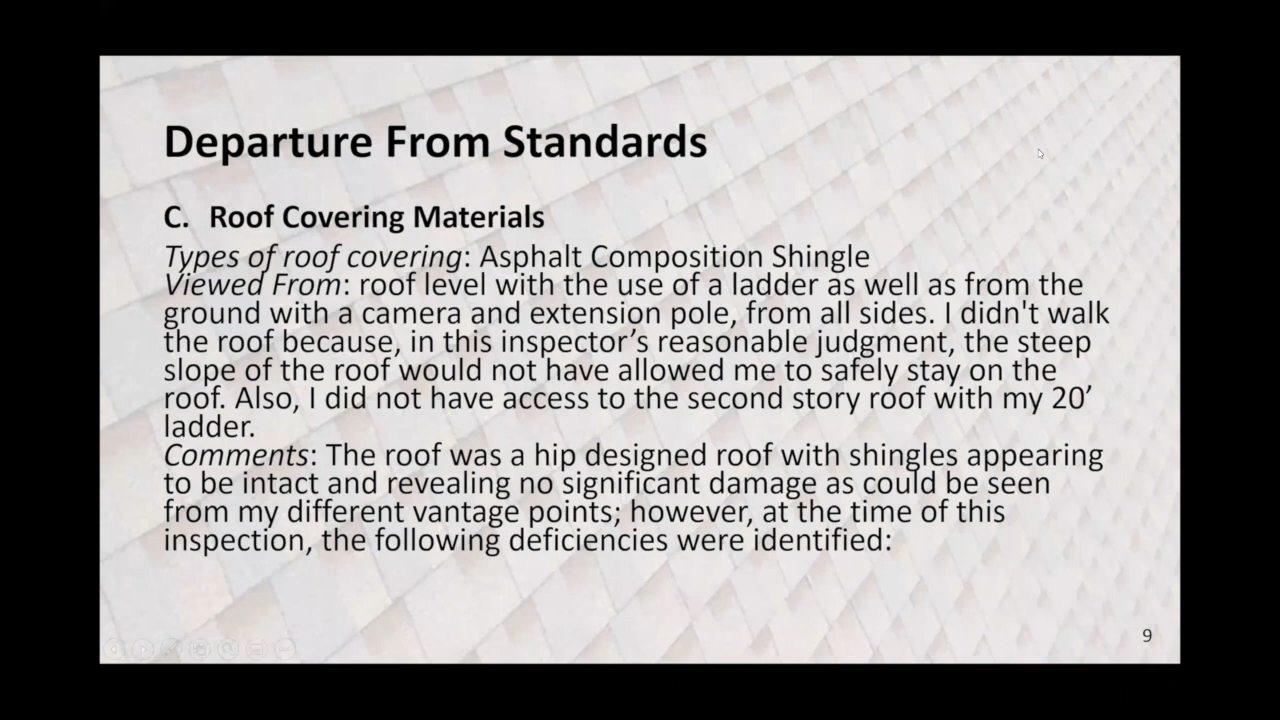 Departure From Standards
C. Roof Covering Materials
Types of roof covering: Asphalt Composition Shingle
Viewed From: roof level with the use of a ladder as well as from the
ground with a camera and extension pole, from all sides. I didn't walk
the roof because, in this inspector’s reasonable judgment, the steep
slope of the roof would not have allowed me to safely stay on the
roof. Also, I did not have access to the second story roof with my 20’
ladder.
Comments: The roof was a hip designed roof with shingles appearing
to be intact and revealing no significant damage as could be seen
from my different vantage points; however, at the time of this
inspection, the following deficiencies were identified:
9